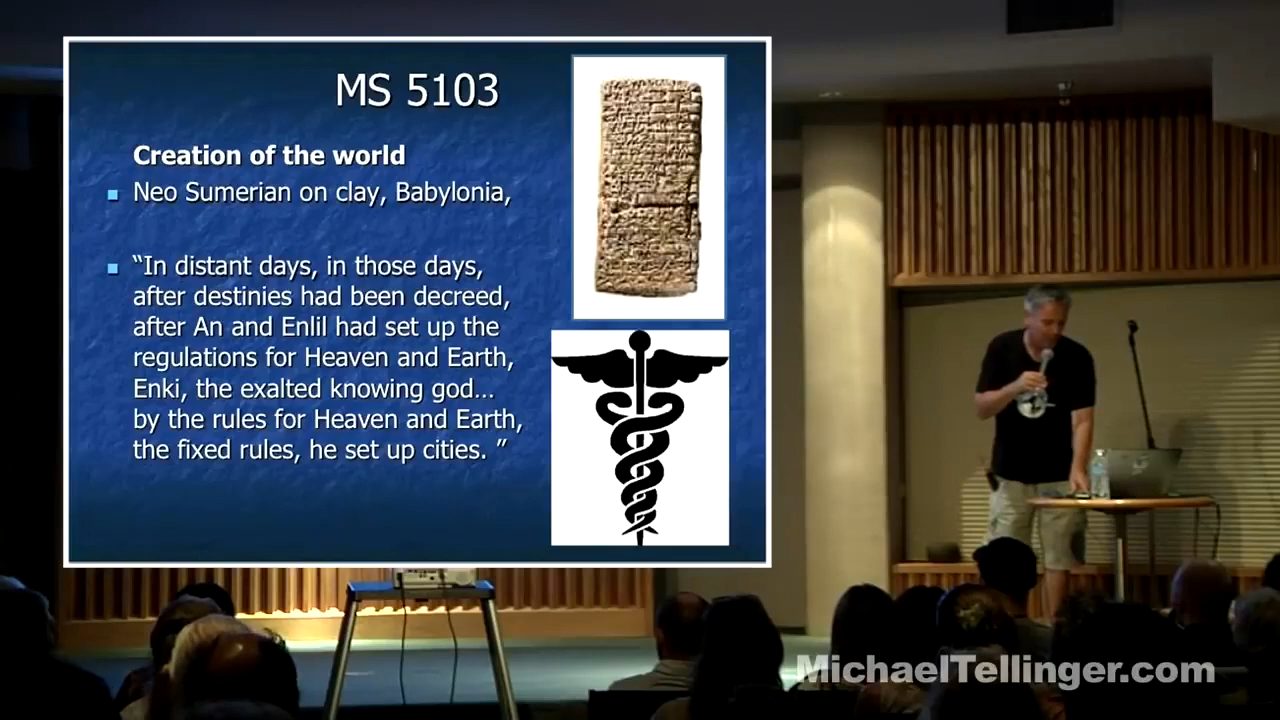 MS 5103
Creation of the world
Neo Sumerian on clay, Babylonia,
“In distant days, in those days,
after destinies had been decreed,
after An and Enlil had set up the
regulations for Heaven and Earth,
Enki, the exalted knowing god…
by the rules for Heaven and Earth,
the fixed rules, he set up cities. ”
MichaelTellinger.com